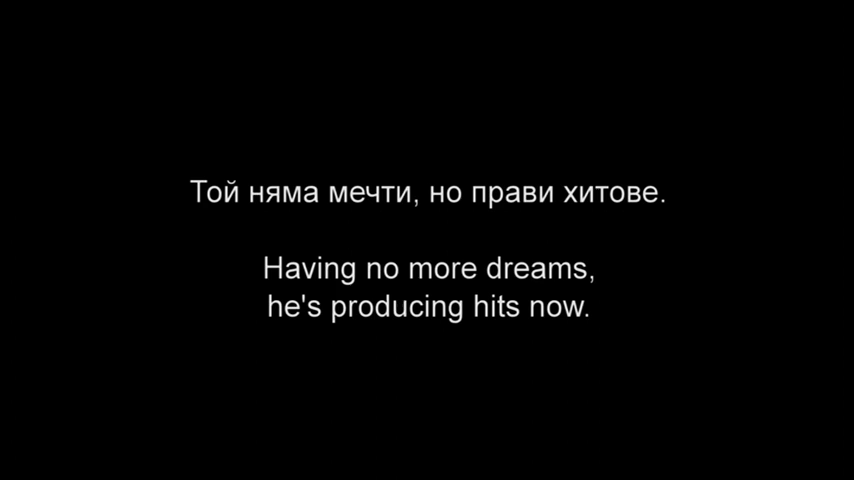 Той няма мечти, но прави хитове.
Having no more dreams,
he's producing hits now.